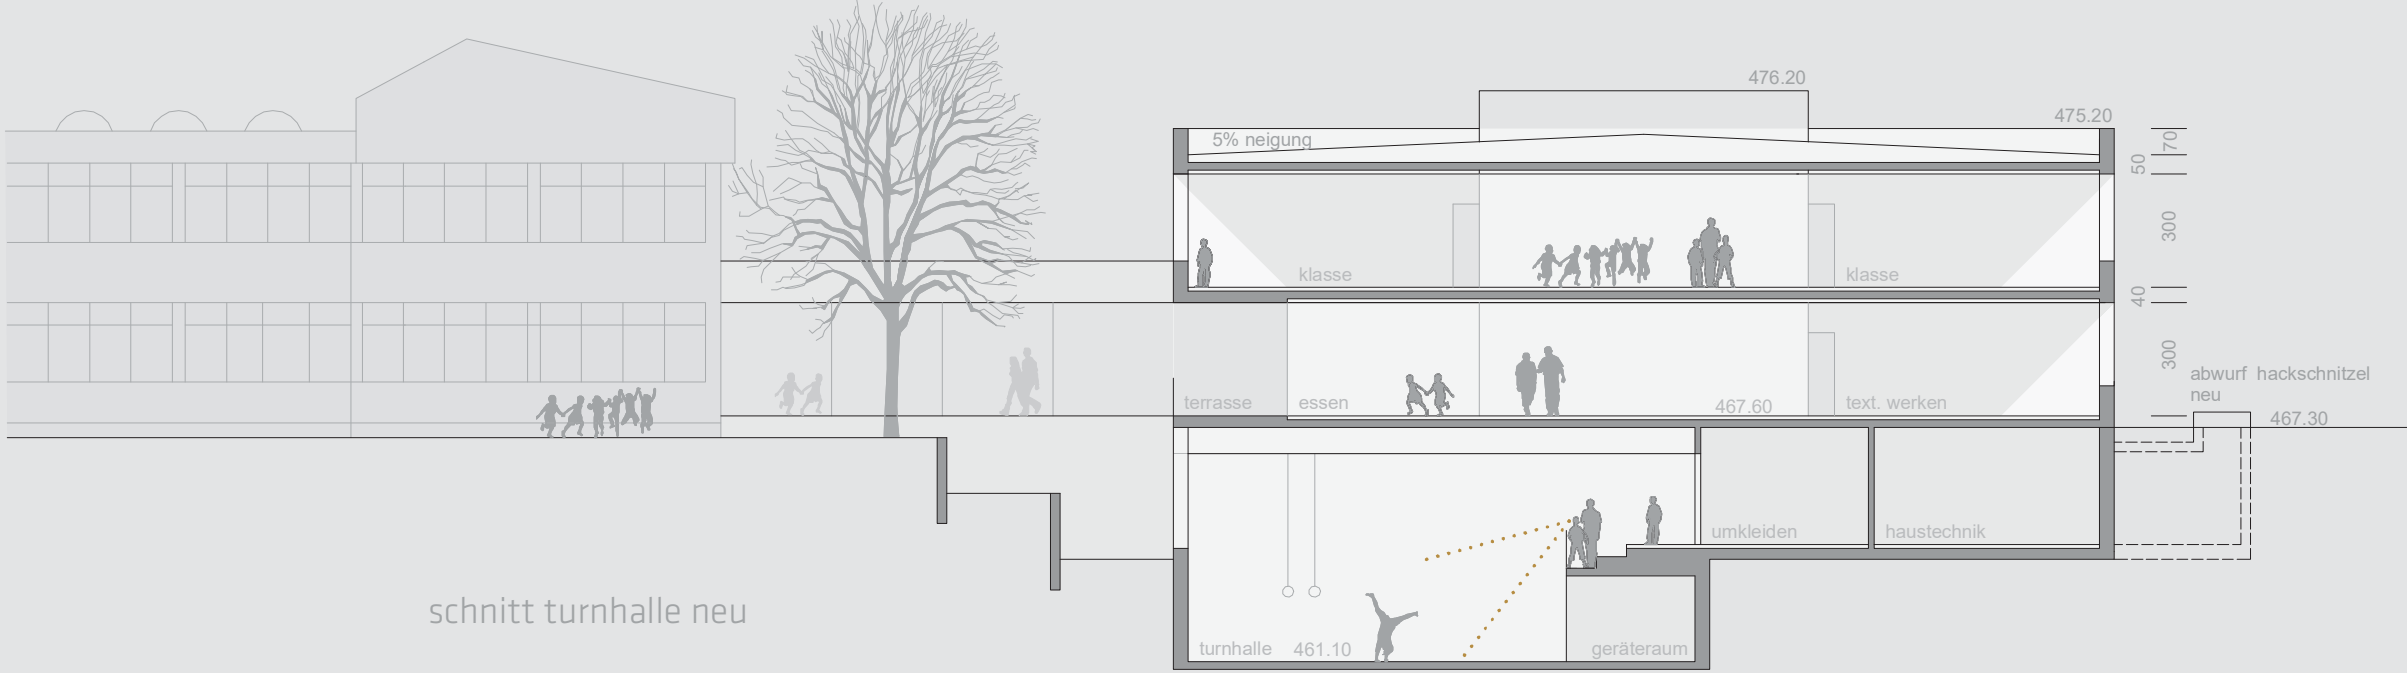 476.20
475.20
5% neigung
70
50
klasse
klasse
300
40
300
abwurf hackschnitzel
neu
terrasse
essen
467.60
text. werken
467.30
umkleiden
haustechnik
schnitt turnhalle neu
turnhalle
461.10
geräteraum